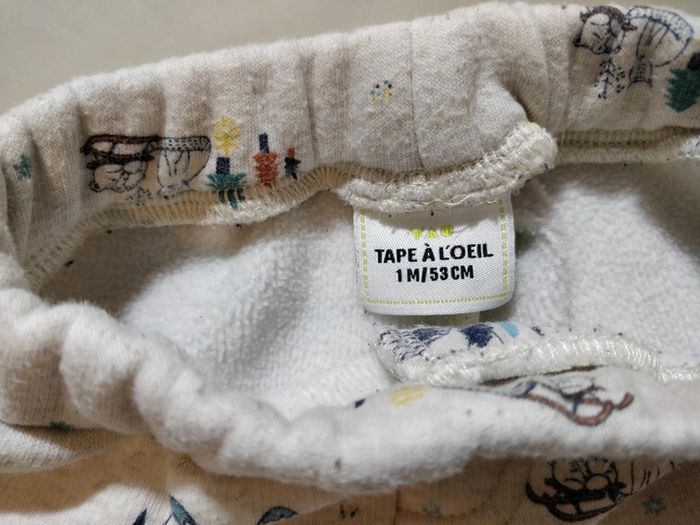 TAO
TAPE À L'OEIL
1 M/53CM